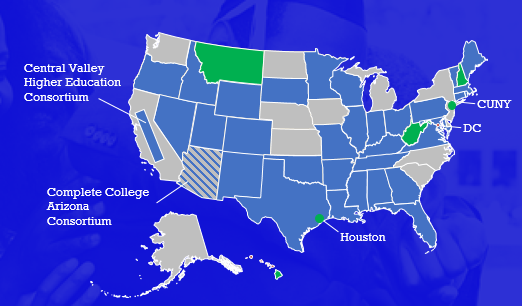 Central Valley
Higher Education
Consortium
CUNY
DC
Complete College
Arizona
Consortium
Houston